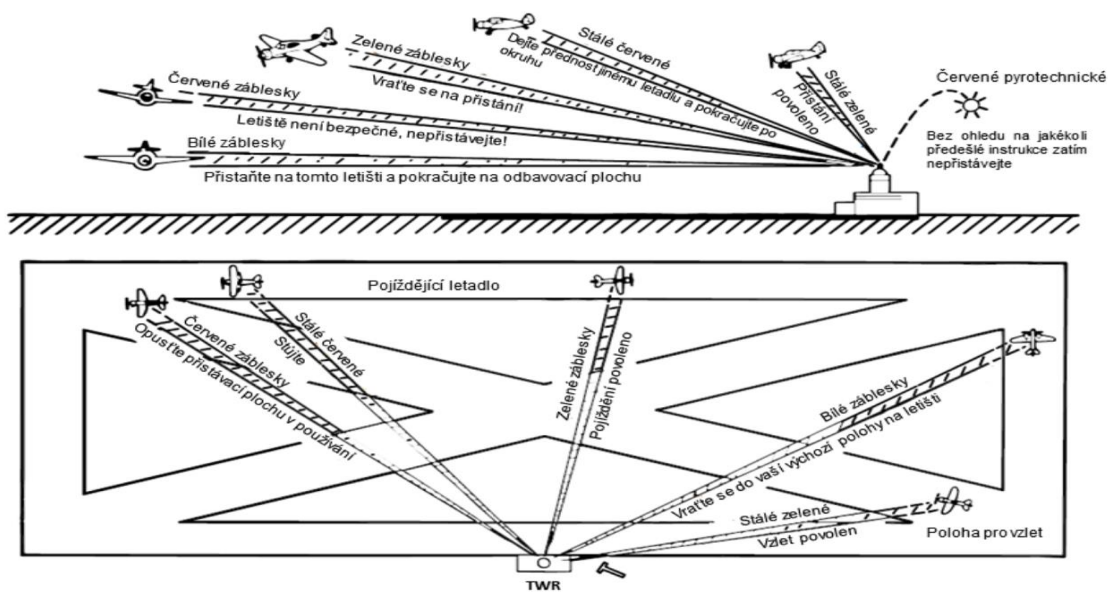 Stálé červené
Dejte přednost jinému letadlu a pokračujte po
okruhu
Zelené záblesky
Vraťte se na přistání!
Stálé zelené
Přistání
povoleno
Červené záblesky
Letiště není bezpečné, nepřistávejte!
Bílé záblesky
Přistaňte na tomto letišti a pokračujte na odbavovací plochu
Červené pyrotechnické
Bez ohledu na jakékoli
předešlé instrukce zatím
nepřistávejte
Pojíždějící letadlo
Červené záblesky
Opusťte přistávací plochu v používání
Stálé červené
Stůjte
Zelené záblesky
Pojíždění povoleno
Bílé záblesky
Vraťte se do vaší výchozí polohy na letišti
Stálé zelené
Vzlet povolen
Poloha pro vzlet
TWR